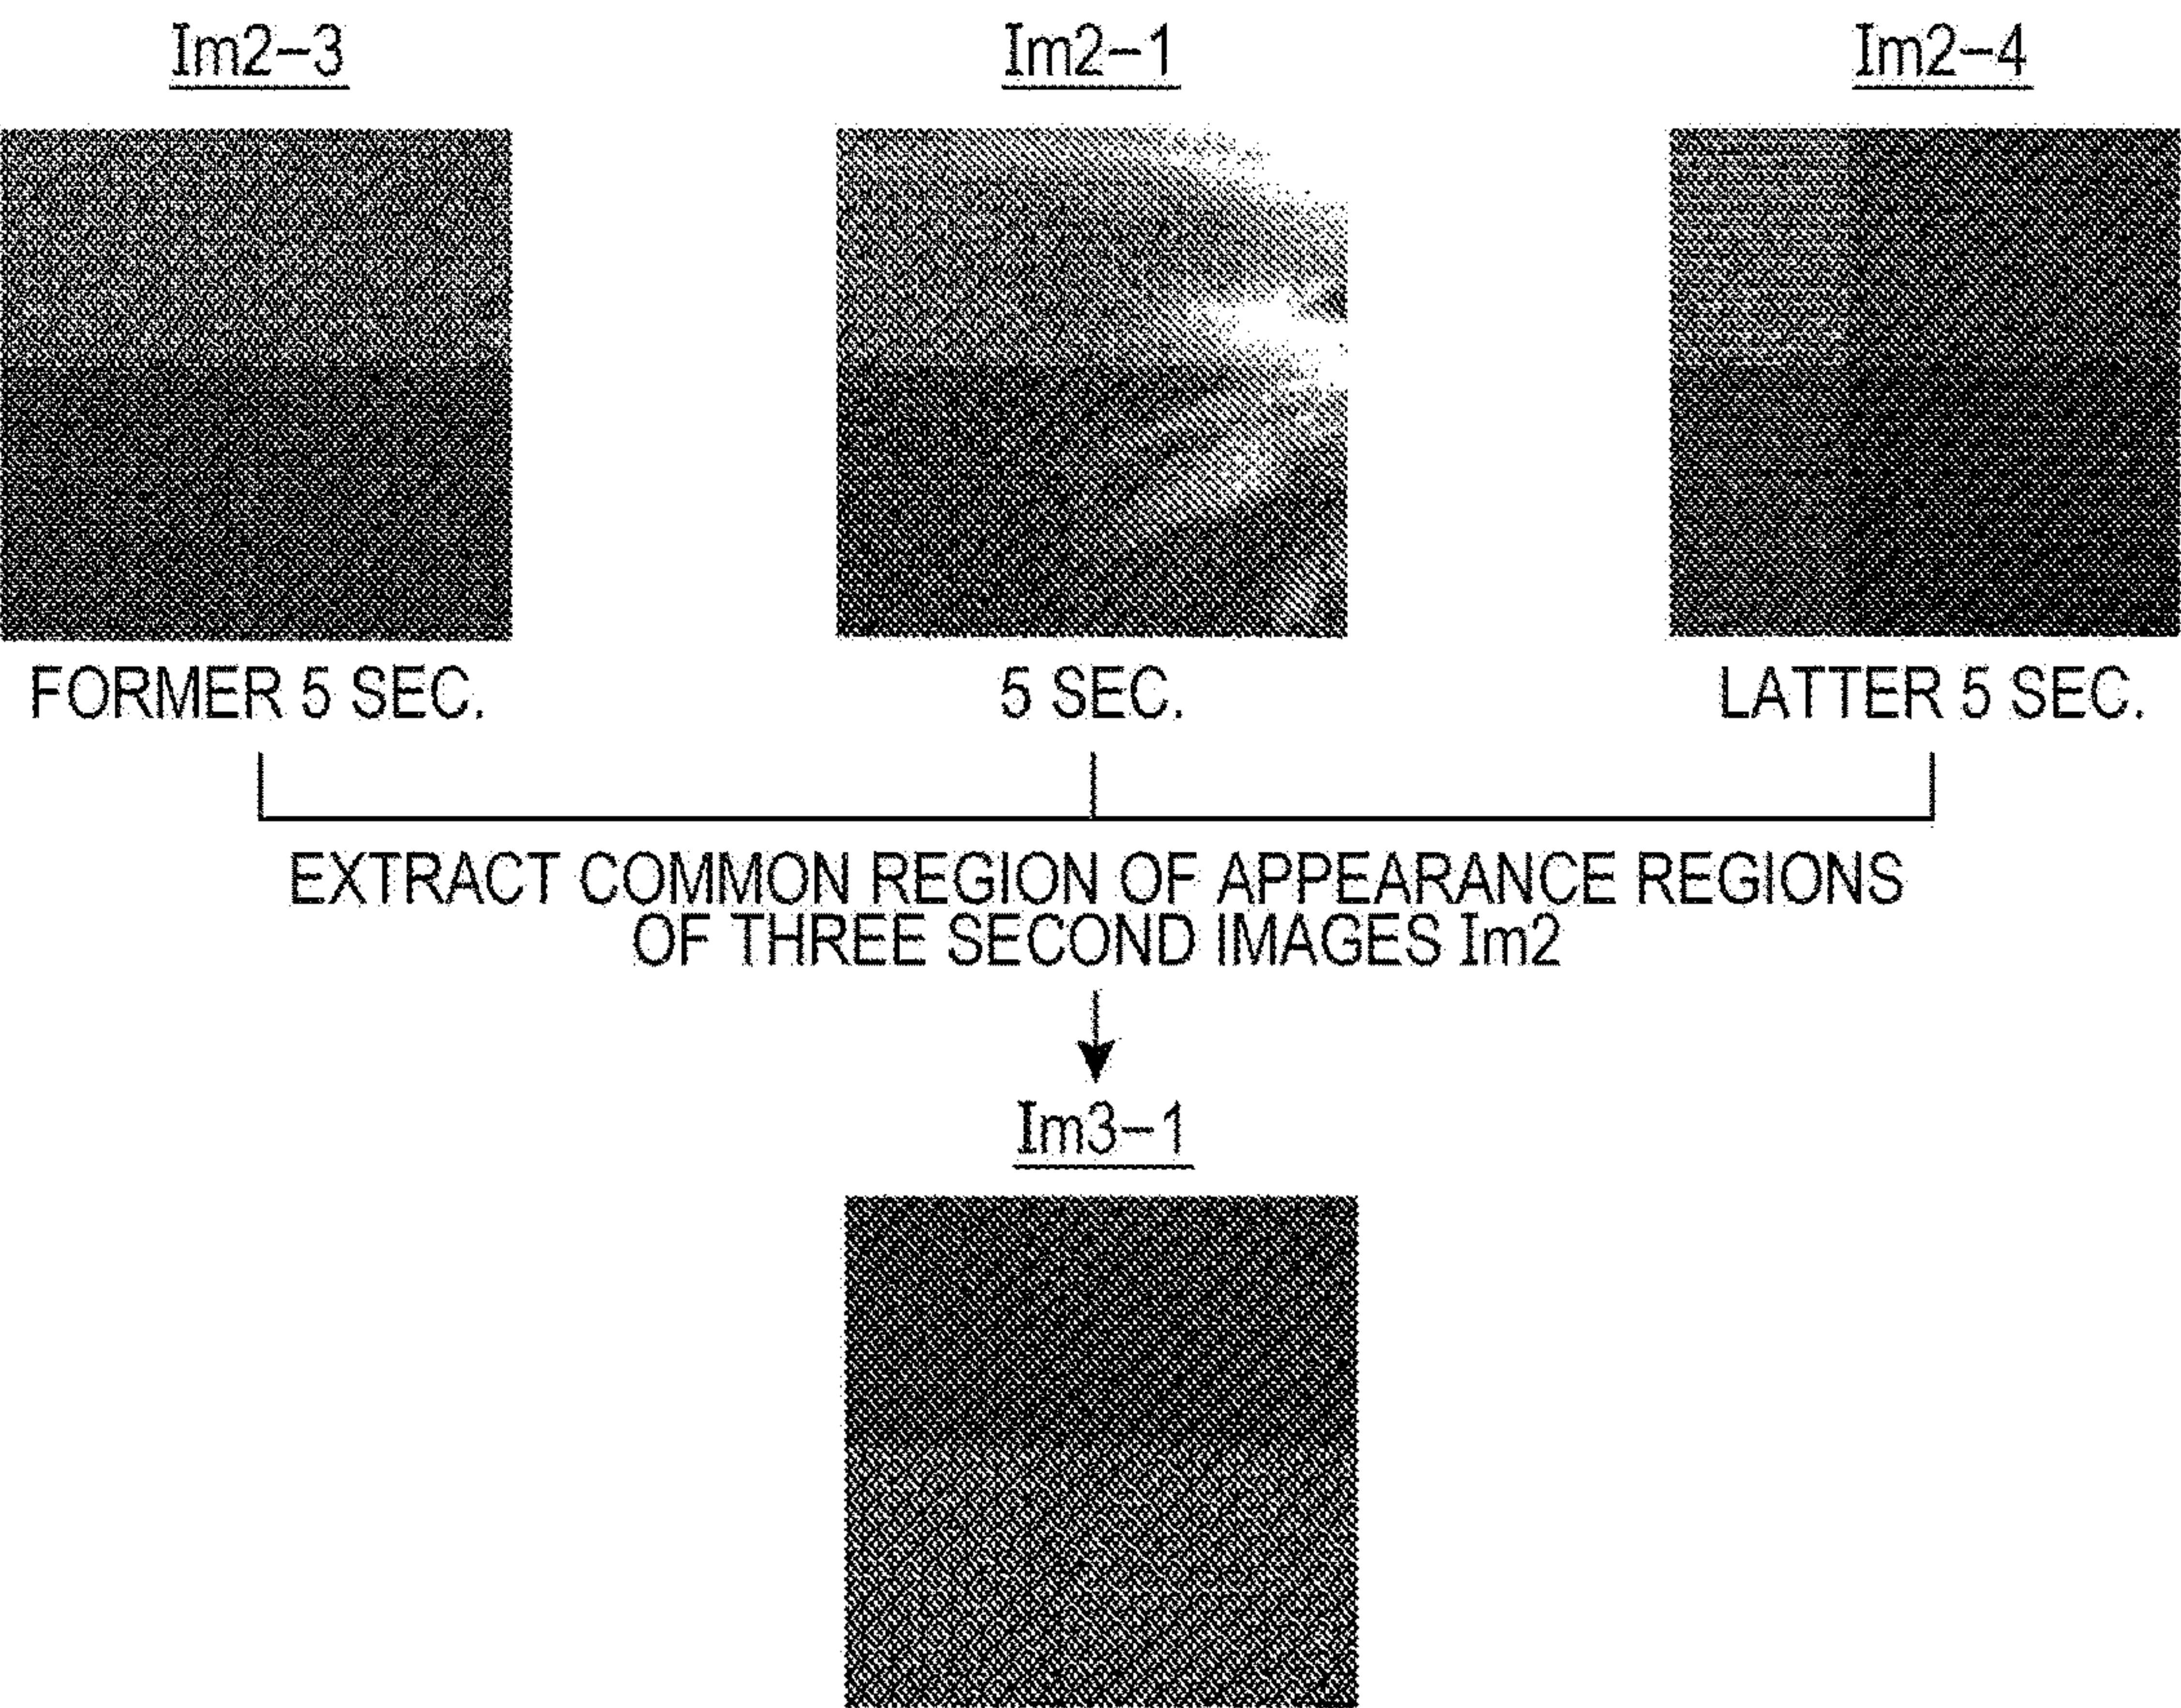 Im2-3
Im2-1
Im2-4
FORMER 5 SEC.
5 SEC.
LATTER 5 SEC.
EXTRACT COMMON REGION OF APPEARANCE REGIONS
OF THREE SECOND IMAGES Im2
Im3-1